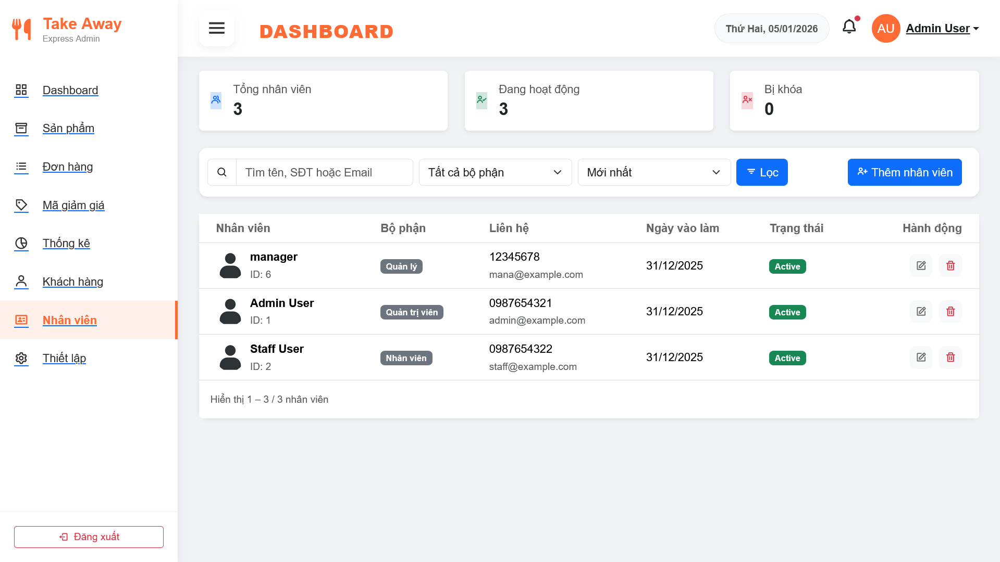 Take Away
Express Admin
Dashboard
Sản phẩm
Đơn hàng
Mã giảm giá
Thống kê
Khách hàng
Nhân viên
Thiết lập
Đăng xuất
DASHBOARD
Thứ Hai, 05/01/2026
AU
Admin User
Tổng nhân viên
3
Đang hoạt động
3
Bị khóa
0
Tìm tên, SĐT hoặc Email
Tất cả bộ phận
Mới nhất
Lọc
Thêm nhân viên
Nhân viên Bộ phận Liên hệ Ngày vào làm Trạng thái Hành động
manager
ID: 6
Quản lý
12345678
mana@example.com
31/12/2025
Active
Admin User
ID: 1
Quản trị viên
0987654321
admin@example.com
31/12/2025
Active
Staff User
ID: 2
Nhân viên
0987654322
staff@example.com
31/12/2025
Active
Hiển thị 1 – 3 / 3 nhân viên